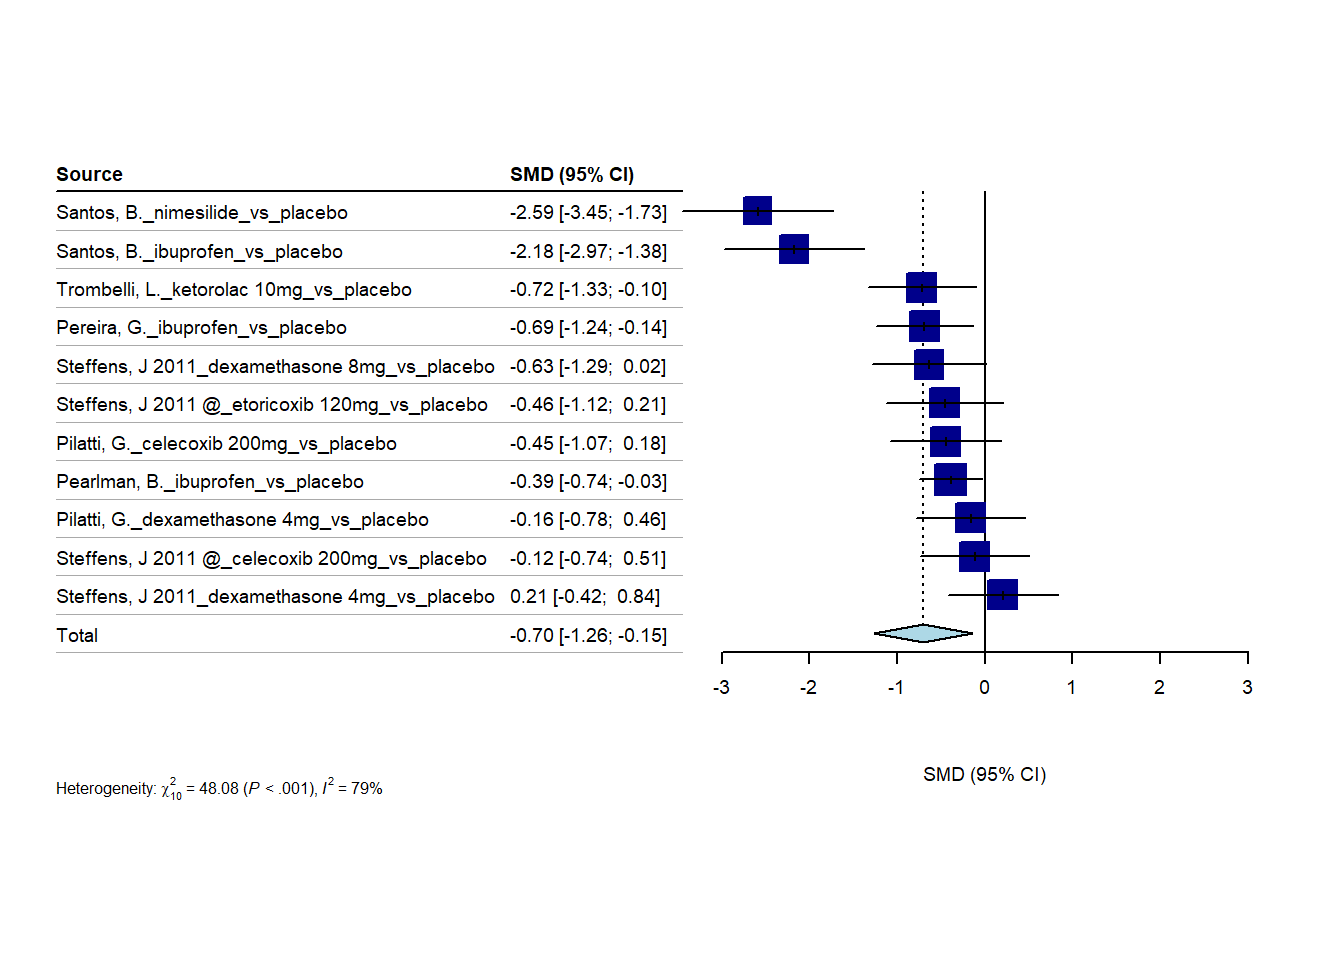 Source SMD (95% CI)
Santos, B._nimesilide_vs_placebo -2.59 [-3.45; -1.73]
Santos, B._ibuprofen_vs_placebo -2.18 [-2.97; -1.38]
Trombelli, L._ketorolac 10mg_vs_placebo -0.72 [-1.33; -0.10]
Pereira, G._ibuprofen_vs_placebo -0.69 [-1.24; -0.14]
Steffens, J 2011_dexamethasone 8mg_vs_placebo -0.63 [-1.29; 0.02]
Steffens, J 2011 @_etoricoxib 120mg_vs_placebo -0.46 [-1.12; 0.21]
Pilatti, G._celecoxib 200mg_vs_placebo -0.45 [-1.07; 0.18]
Pearlman, B._ibuprofen_vs_placebo -0.39 [-0.74; -0.03]
Pilatti, G._dexamethasone 4mg_vs_placebo -0.16 [-0.78; 0.46]
Steffens, J 2011 @_celecoxib 200mg_vs_placebo -0.12 [-0.74; 0.51]
Steffens, J 2011_dexamethasone 4mg_vs_placebo 0.21 [-0.42; 0.84]
Total -0.70 [-1.26; -0.15]
-3 -2 -1 0 1 2 3
SMD (95% CI)
Heterogeneity: χ²₁₀ = 48.08 (P < .001), I² = 79%